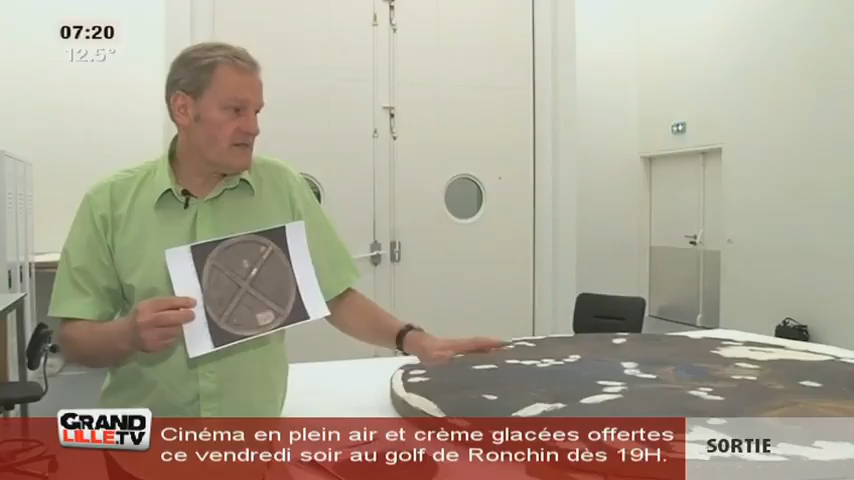 07:20
12.5°
GRAND
LILLE TV
Cinéma en plein air et crème glacées offertes
ce vendredi soir au golf de Ronchin dès 19H.
SORTIE